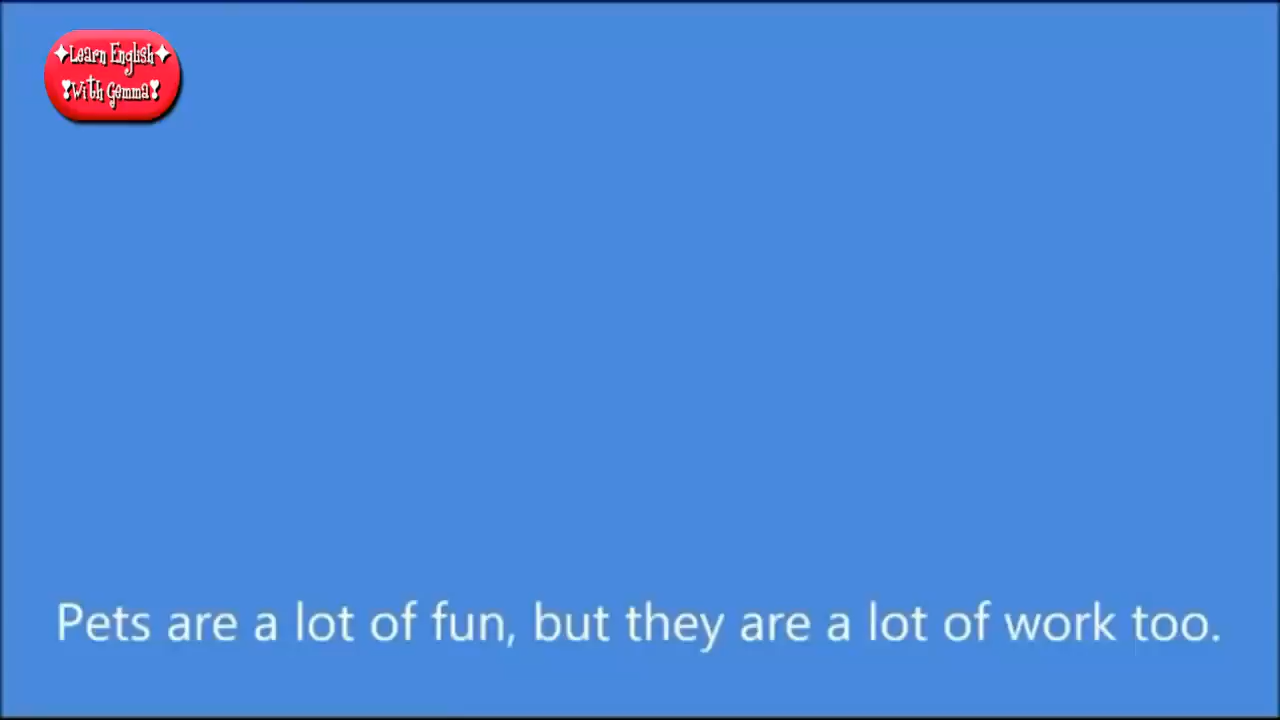 ✦Learn English✦
❣With Gemma❣
Pets are a lot of fun, but they are a lot of work too.